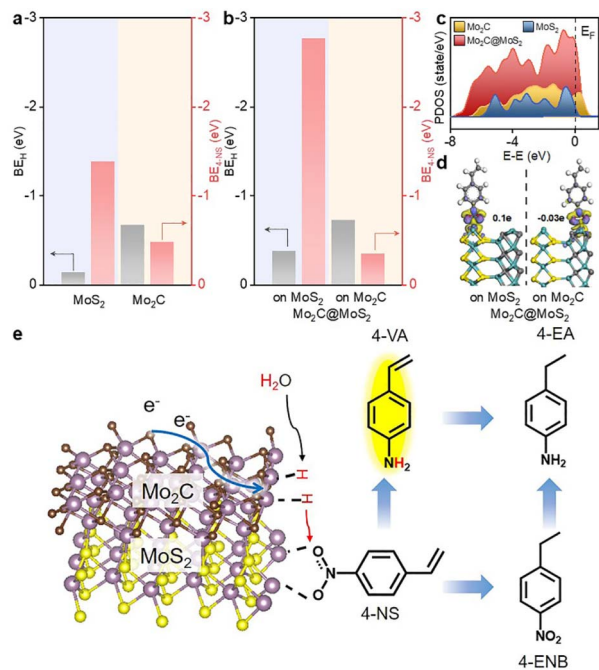 a
b
c
-3
-2
-1
0
BE_H (eV)
-3
-2
-1
0
BE_4-NS (eV)
MoS₂
Mo₂C
-3
-2
-1
0
BE_H (eV)
-3
-2
-1
0
BE_4-NS (eV)
on MoS₂
on Mo₂C
Mo₂C@MoS₂
Mo₂C
MoS₂
Mo₂C@MoS₂
E_F
PDOS (state/eV)
-8
-4
0
E-E (eV)
d
0.1e
-0.03e
on MoS₂
on Mo₂C
Mo₂C@MoS₂
e
4-VA
4-EA
H₂O
e⁻
e⁻
H
H
Mo₂C
MoS₂
NH₂
NH₂
O
N
O
4-NS
NO₂
4-ENB